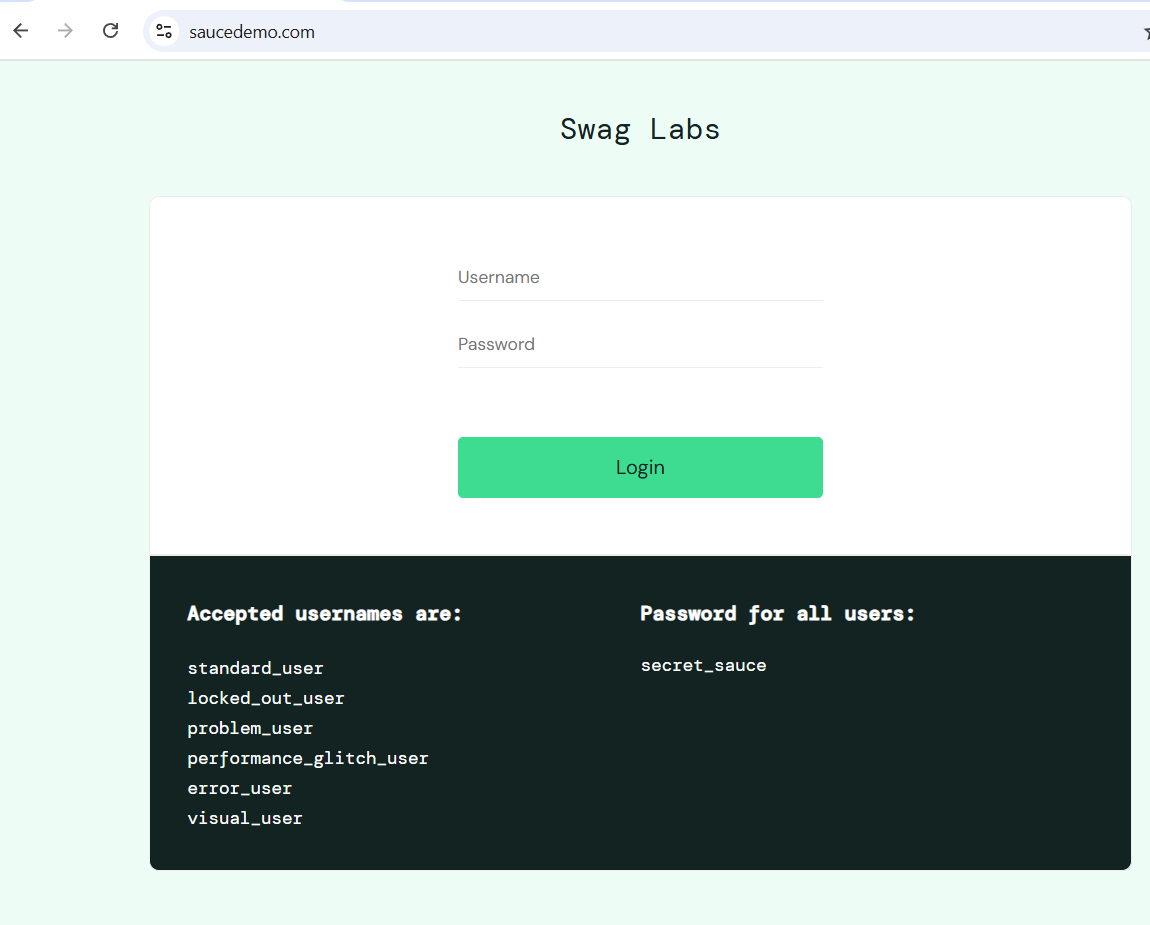 saucedemo.com
Swag Labs
Username
Password
Login
Accepted usernames are:
standard_user
locked_out_user
problem_user
performance_glitch_user
error_user
visual_user
Password for all users:
secret_sauce